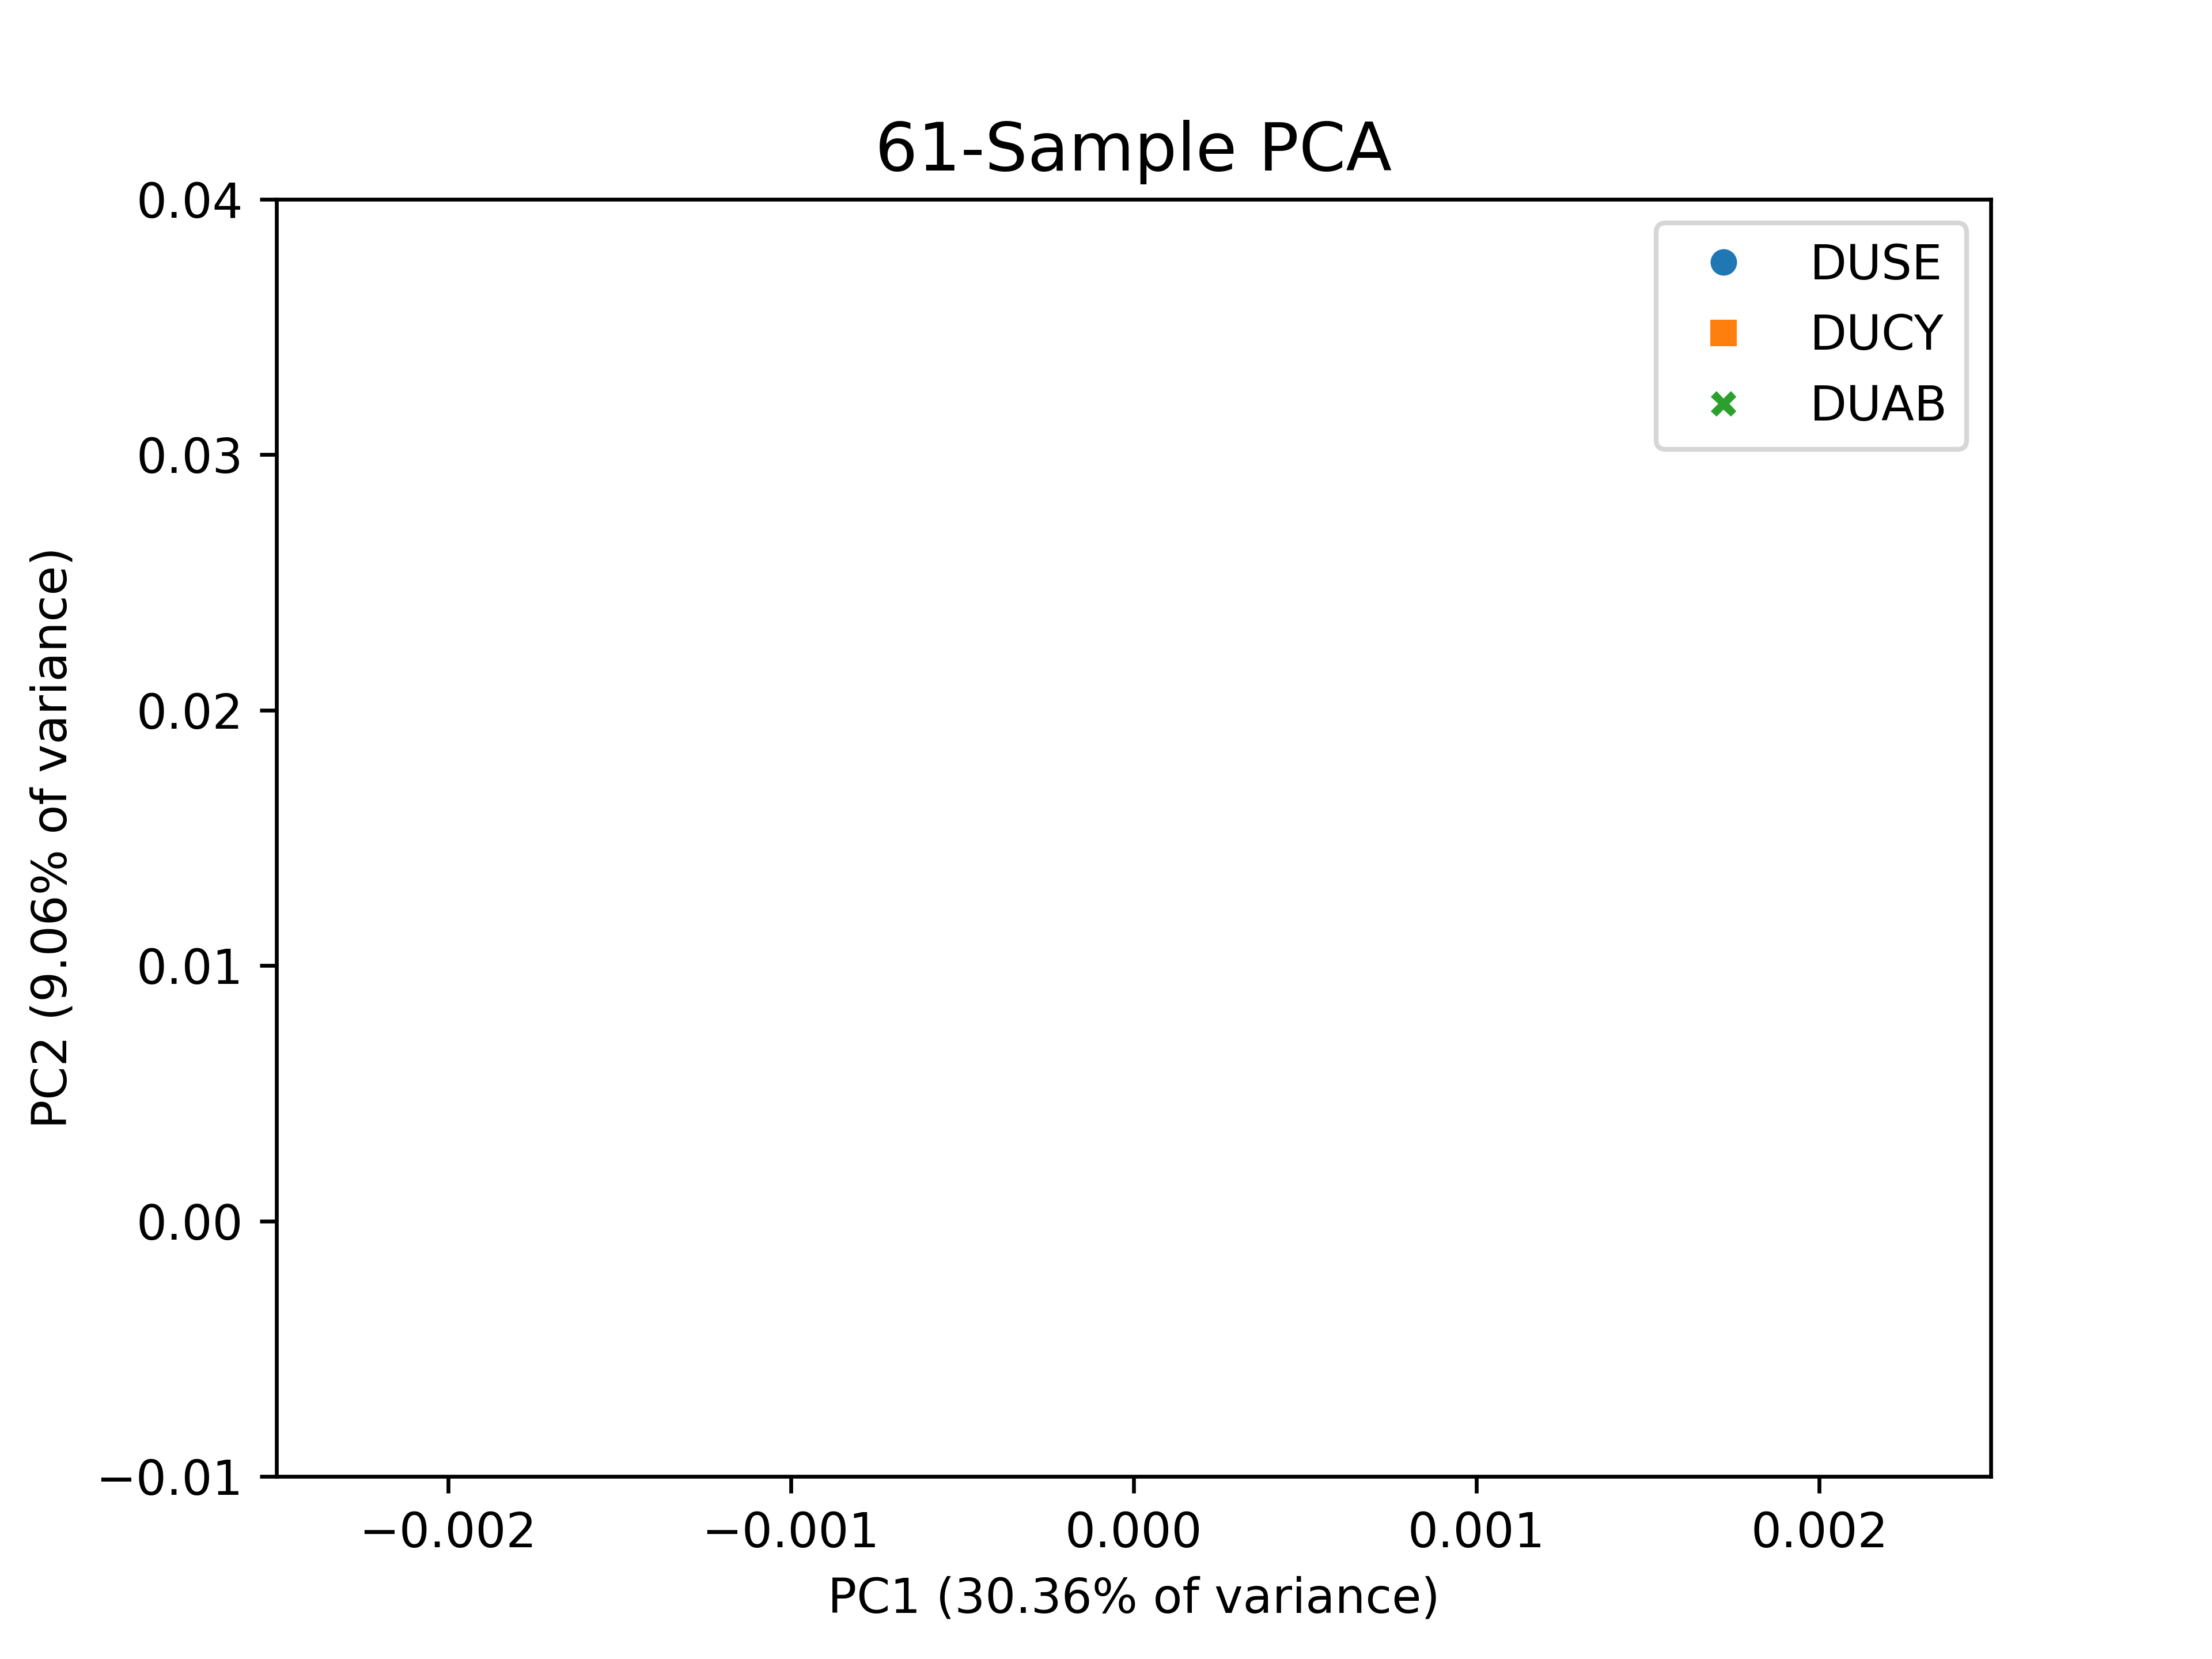 61-Sample PCA
0.04
0.03
0.02
0.01
0.00
−0.01
PC2 (9.06% of variance)
DUSE
DUCY
DUAB
−0.002
−0.001
0.000
0.001
0.002
PC1 (30.36% of variance)